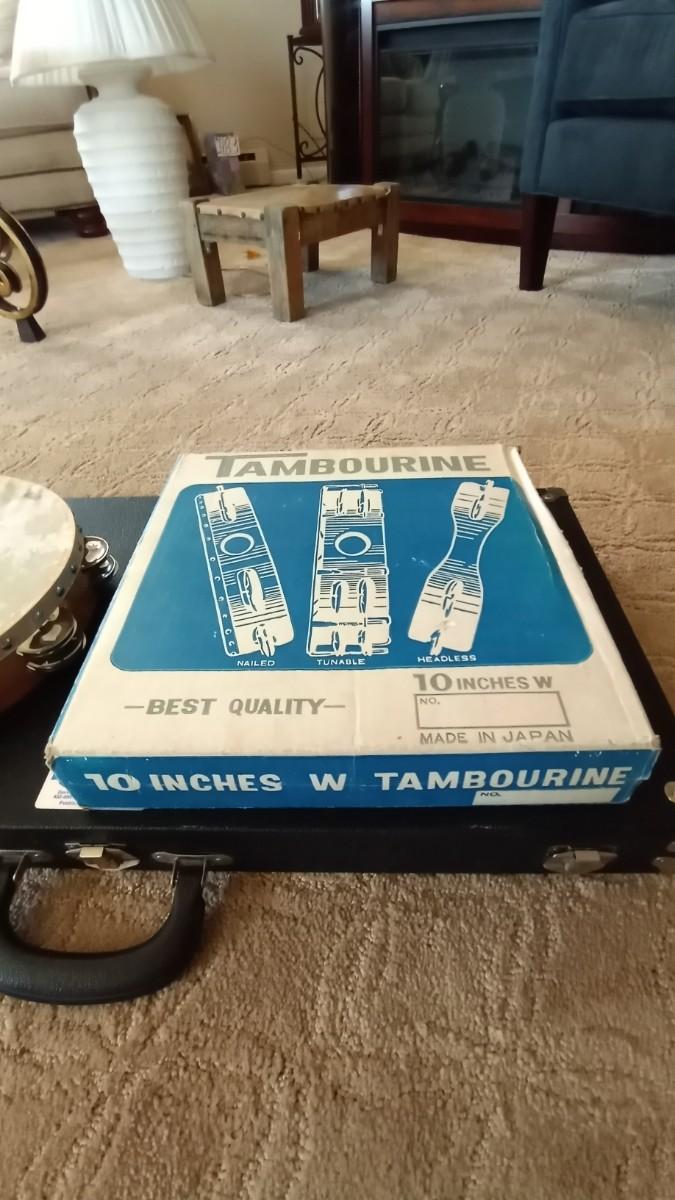 TAMBOURINE
NAILED
TUNABLE
HEADLESS
—BEST QUALITY—
10 INCHES W
NO.
MADE IN JAPAN
10 INCHES W TAMBOURINE
NO.